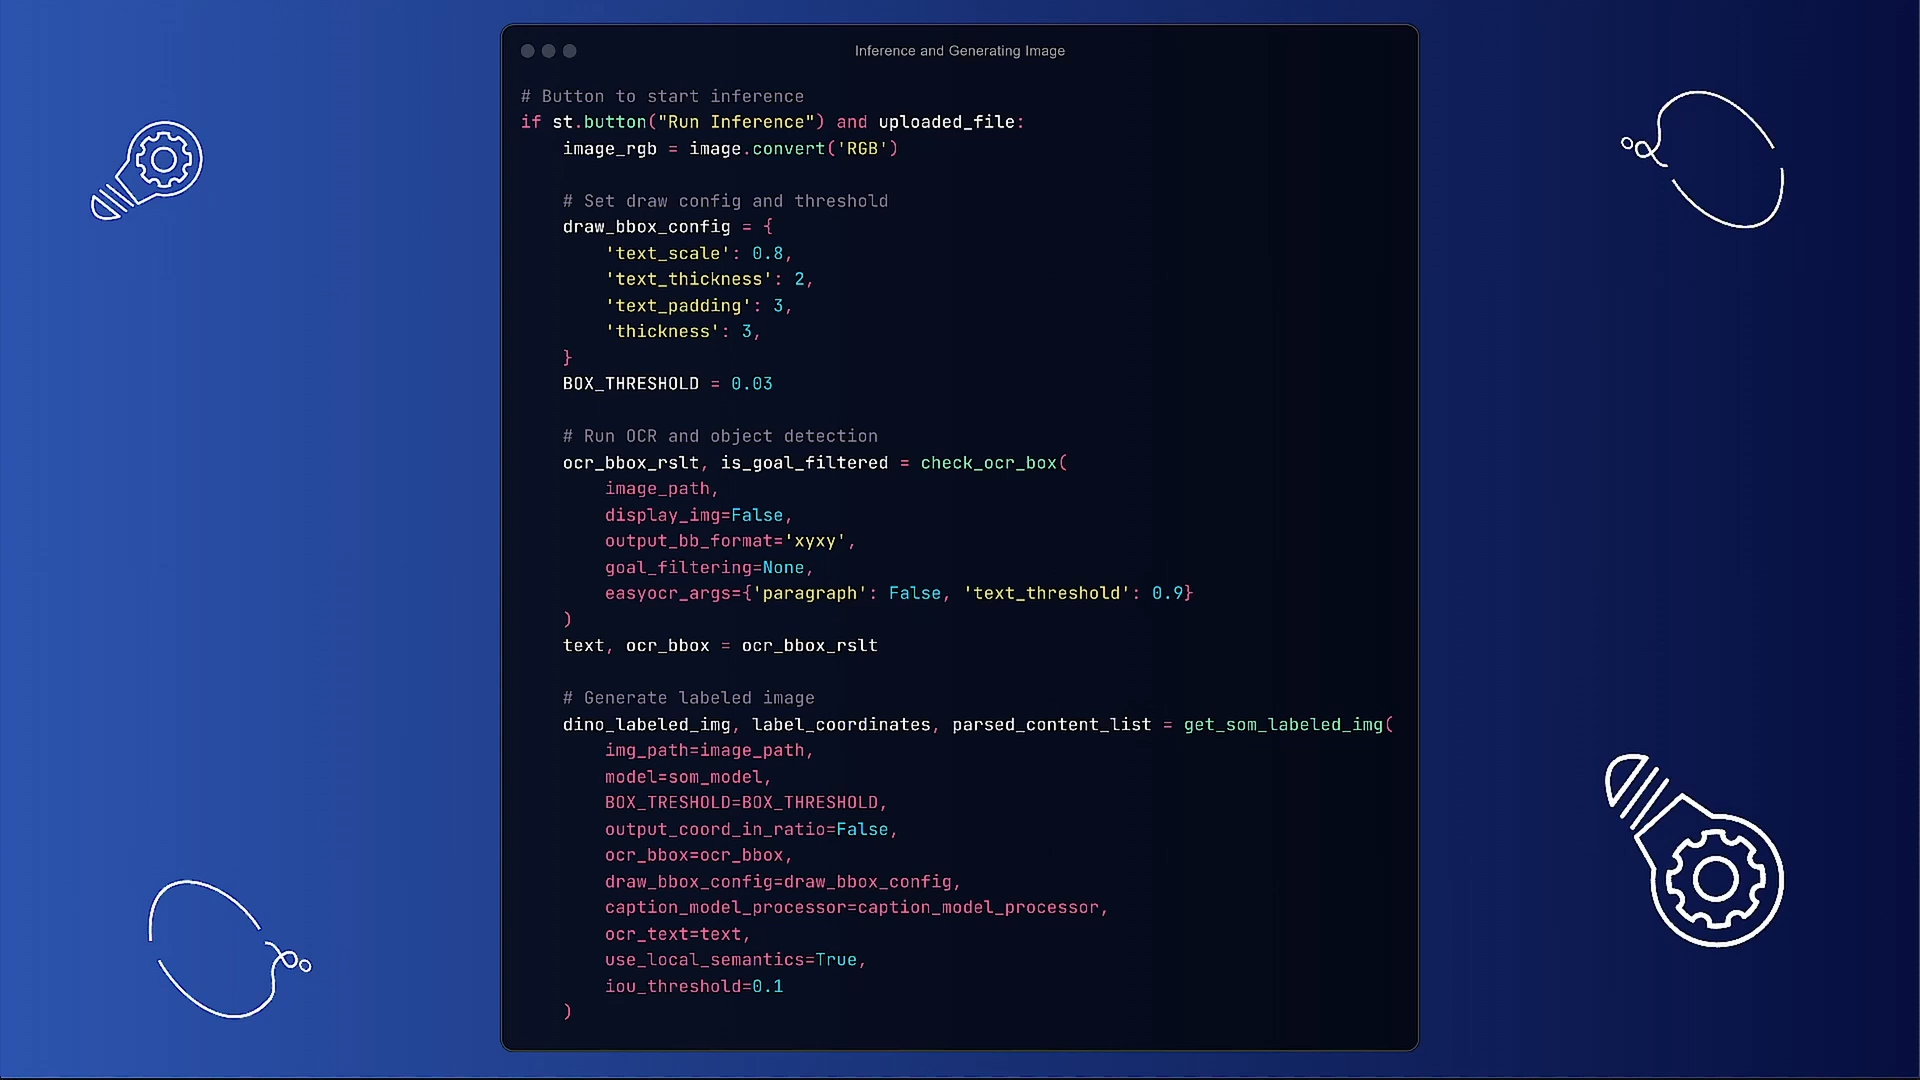 Inference and Generating Image
# Button to start inference
if st.button("Run Inference") and uploaded_file:
    image_rgb = image.convert('RGB')
    # Set draw config and threshold
    draw_bbox_config = {
        'text_scale': 0.8,
        'text_thickness': 2,
        'text_padding': 3,
        'thickness': 3,
    }
    BOX_THRESHOLD = 0.03
    # Run OCR and object detection
    ocr_bbox_rslt, is_goal_filtered = check_ocr_box(
        image_path,
        display_img=False,
        output_bb_format='xyxy',
        goal_filtering=None,
        easyocr_args={'paragraph': False, 'text_threshold': 0.9}
    )
    text, ocr_bbox = ocr_bbox_rslt
    # Generate labeled image
    dino_labeled_img, label_coordinates, parsed_content_list = get_som_labeled_img(
        img_path=image_path,
        model=som_model,
        BOX_TRESHOLD=BOX_THRESHOLD,
        output_coord_in_ratio=False,
        ocr_bbox=ocr_bbox,
        draw_bbox_config=draw_bbox_config,
        caption_model_processor=caption_model_processor,
        ocr_text=text,
        use_local_semantics=True,
        iou_threshold=0.1
    )